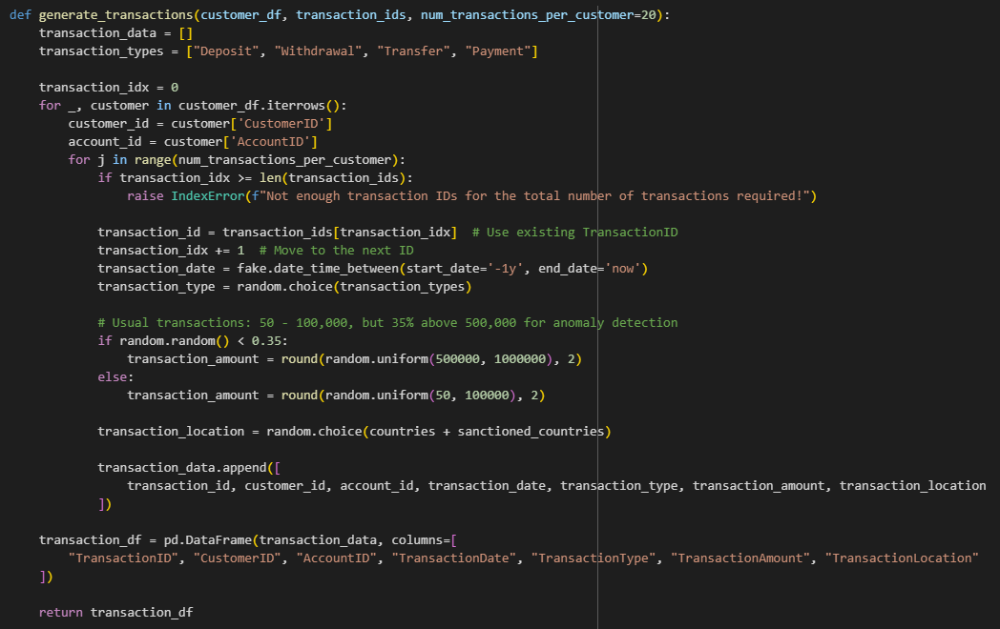 def generate_transactions(customer_df, transaction_ids, num_transactions_per_customer=20):
    transaction_data = []
    transaction_types = ["Deposit", "Withdrawal", "Transfer", "Payment"]

    transaction_idx = 0
    for _, customer in customer_df.iterrows():
        customer_id = customer['CustomerID']
        account_id = customer['AccountID']
        for j in range(num_transactions_per_customer):
            if transaction_idx >= len(transaction_ids):
                raise IndexError(f"Not enough transaction IDs for the total number of transactions required!")

            transaction_id = transaction_ids[transaction_idx]  # Use existing TransactionID
            transaction_idx += 1  # Move to the next ID
            transaction_date = fake.date_time_between(start_date='-1y', end_date='now')
            transaction_type = random.choice(transaction_types)

            # Usual transactions: 50 - 100,000, but 35% above 500,000 for anomaly detection
            if random.random() < 0.35:
                transaction_amount = round(random.uniform(500000, 1000000), 2)
            else:
                transaction_amount = round(random.uniform(50, 100000), 2)

            transaction_location = random.choice(countries + sanctioned_countries)

            transaction_data.append([
                transaction_id, customer_id, account_id, transaction_date, transaction_type, transaction_amount, transaction_location
            ])

    transaction_df = pd.DataFrame(transaction_data, columns=[
        "TransactionID", "CustomerID", "AccountID", "TransactionDate", "TransactionType", "TransactionAmount", "TransactionLocation"
    ])

    return transaction_df